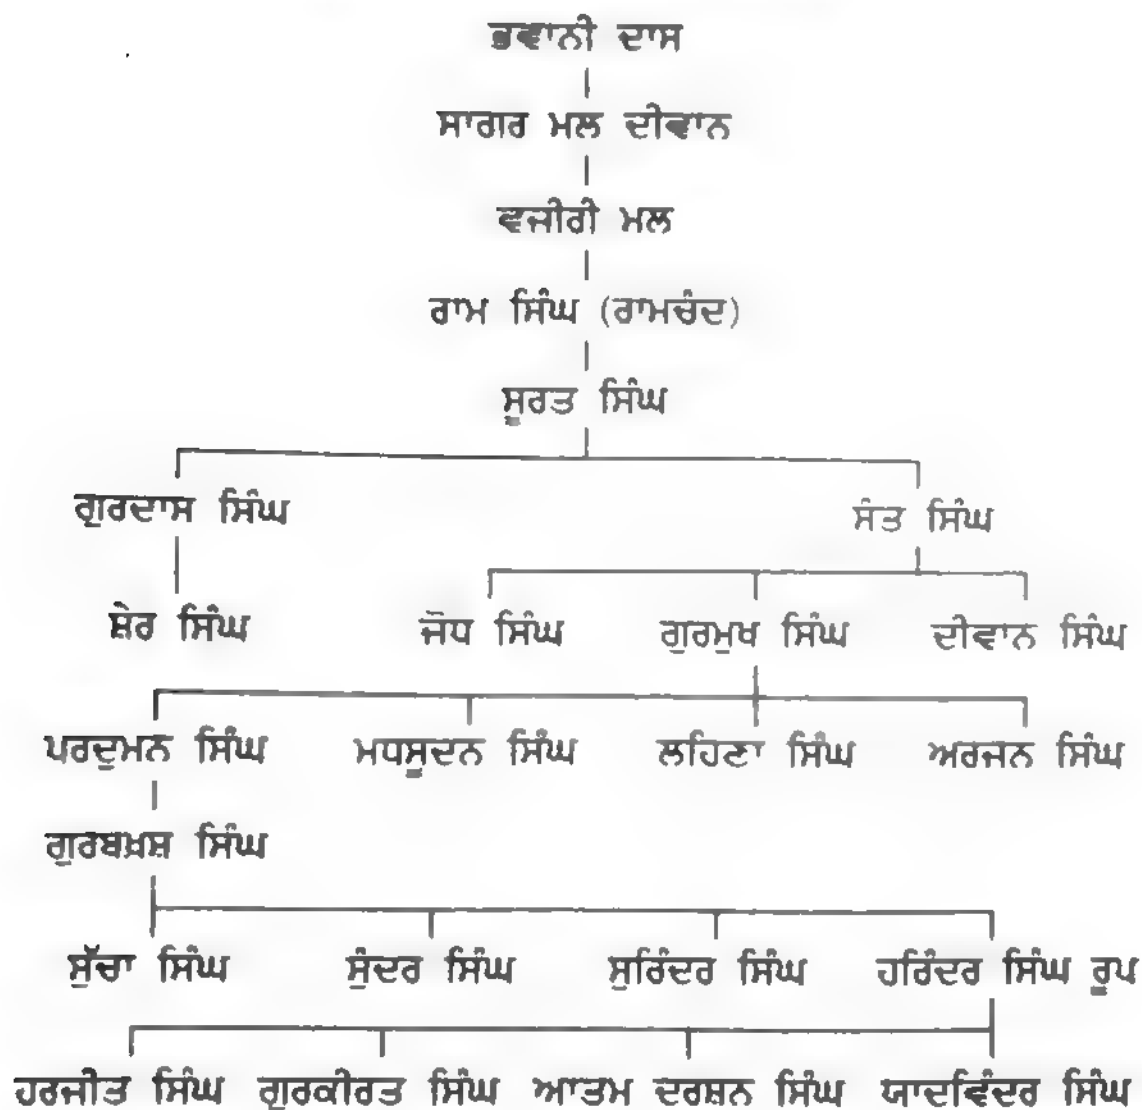 ਭਵਾਨੀ ਦਾਸ
ਸਾਗਰ ਮਲ ਦੀਵਾਨ
ਵਜੀਰੀ ਮਲ
ਰਾਮ ਸਿੰਘ (ਰਾਮਚੰਦ)
ਸੂਰਤ ਸਿੰਘ
ਗੁਰਦਾਸ ਸਿੰਘ ਸੰਤ ਸਿੰਘ
ਸ਼ੇਰ ਸਿੰਘ ਜੋਧ ਸਿੰਘ ਗੁਰਮੁਖ ਸਿੰਘ ਦੀਵਾਨ ਸਿੰਘ
ਪਰਦੁਮਨ ਸਿੰਘ ਮਧਸੂਦਨ ਸਿੰਘ ਲਹਿਣਾ ਸਿੰਘ ਅਰਜਨ ਸਿੰਘ
ਗੁਰਬਖ਼ਸ਼ ਸਿੰਘ
ਸੁੱਚਾ ਸਿੰਘ ਸੁੰਦਰ ਸਿੰਘ ਸੁਰਿੰਦਰ ਸਿੰਘ ਹਰਿੰਦਰ ਸਿੰਘ ਰੂਪ
ਹਰਜੀਤ ਸਿੰਘ ਗੁਰਕੀਰਤ ਸਿੰਘ ਆਤਮ ਦਰਸ਼ਨ ਸਿੰਘ ਯਾਦਵਿੰਦਰ ਸਿੰਘ